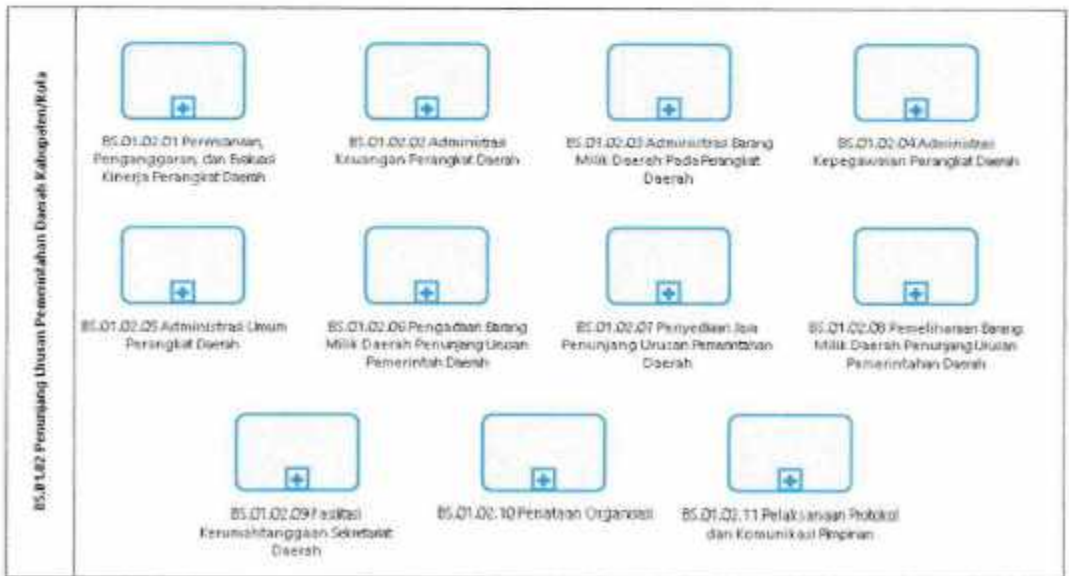 BS.01.02 Penunjang Urusan Pemerintahan Daerah Kabupaten/Kota
BS.01.02.01 Perencanaan,
Penganggaran, dan Evaluasi
Kinerja Perangkat Daerah
BS.01.02.02 Administrasi
Keuangan Perangkat Daerah
BS.01.02.03 Administrasi Barang
Milik Daerah Pada Perangkat
Daerah
BS.01.02.04 Administrasi
Kepegawaian Perangkat Daerah
BS.01.02.05 Administrasi Umum
Perangkat Daerah
BS.01.02.06 Pengadaan Barang
Milik Daerah Penunjang Urusan
Pemerintah Daerah
BS.01.02.07 Penyediaan Jasa
Penunjang Urusan Pemerintahan
Daerah
BS.01.02.08 Pemeliharaan Barang
Milik Daerah Penunjang Urusan
Pemerintahan Daerah
BS.01.02.09 Fasilitasi
Kerumahtanggaan Sekretariat
Daerah
BS.01.02.10 Penataan Organisasi
BS.01.02.11 Pelaksanaan Protokol
dan Komunikasi Pimpinan